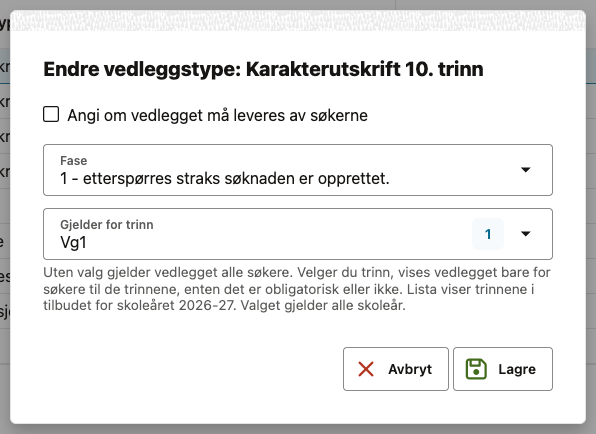 Endre vedleggstype: Karakterutskrift 10. trinn
Angi om vedlegget må leveres av søkerne
Fase
1 - etterspørres straks søknaden er opprettet.
Gjelder for trinn
Vg1
1
Uten valg gjelder vedlegget alle søkere. Velger du trinn, vises vedlegget bare for
søkere til de trinnene, enten det er obligatorisk eller ikke. Lista viser trinnene i
tilbudet for skoleåret 2026-27. Valget gjelder alle skoleår.
Avbryt
Lagre